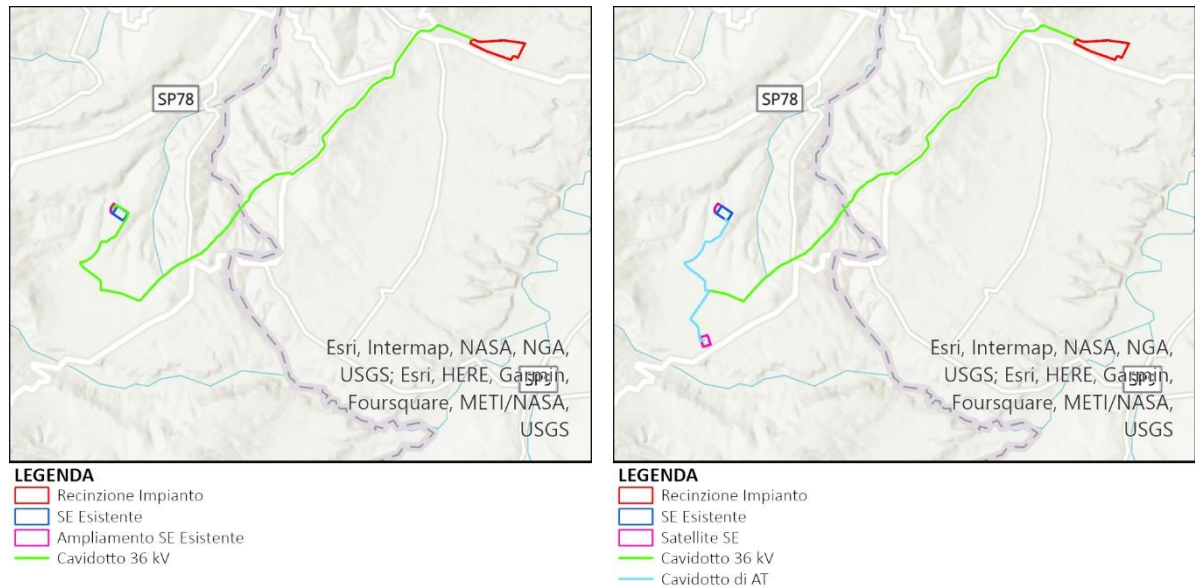 SP78
Esri, Intermap, NASA, NGA,
USGS; Esri, HERE, Garmin,
Foursquare, METI/NASA,
USGS
LEGENDA
Recinzione Impianto
SE Esistente
Ampliamento SE Esistente
Cavidotto 36 kV
SP78
Esri, Intermap, NASA, NGA,
USGS; Esri, HERE, Garmin,
Foursquare, METI/NASA,
USGS
LEGENDA
Recinzione Impianto
SE Esistente
Satellite SE
Cavidotto 36 kV
Cavidotto di AT